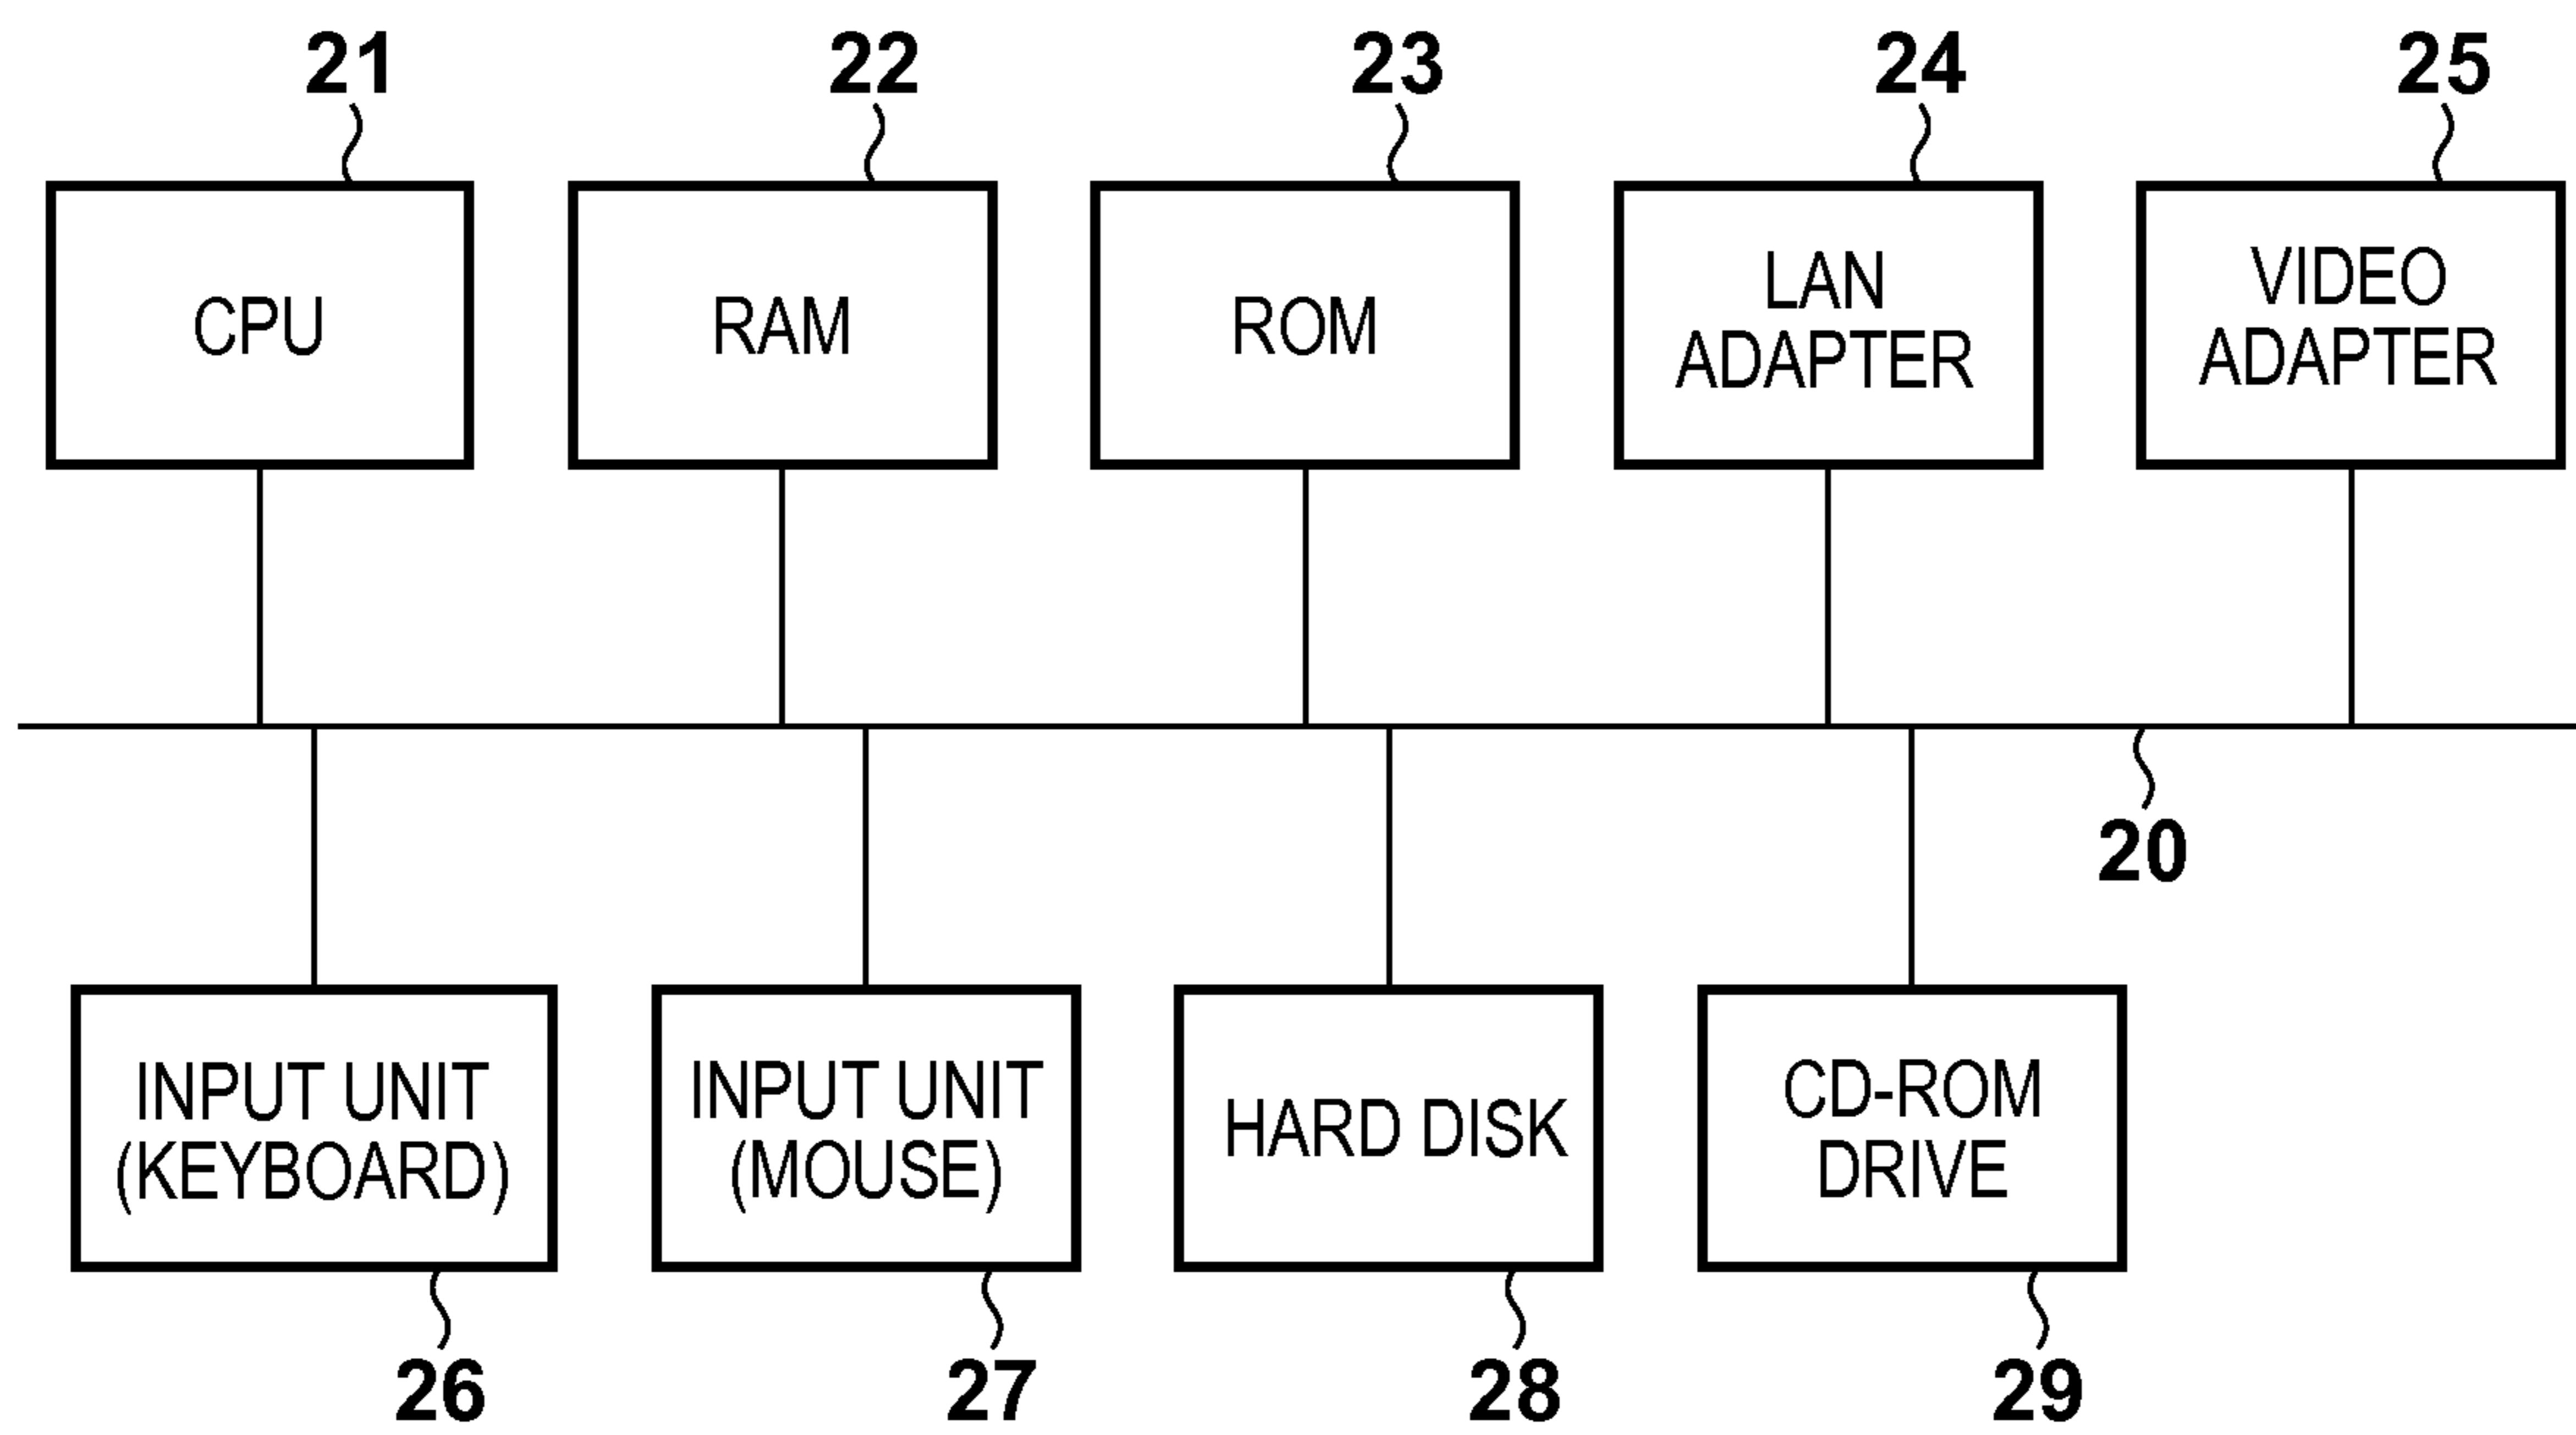 21 22 23 24 25
CPU RAM ROM LAN ADAPTER VIDEO ADAPTER
20
INPUT UNIT (KEYBOARD) INPUT UNIT (MOUSE) HARD DISK CD-ROM DRIVE
26 27 28 29